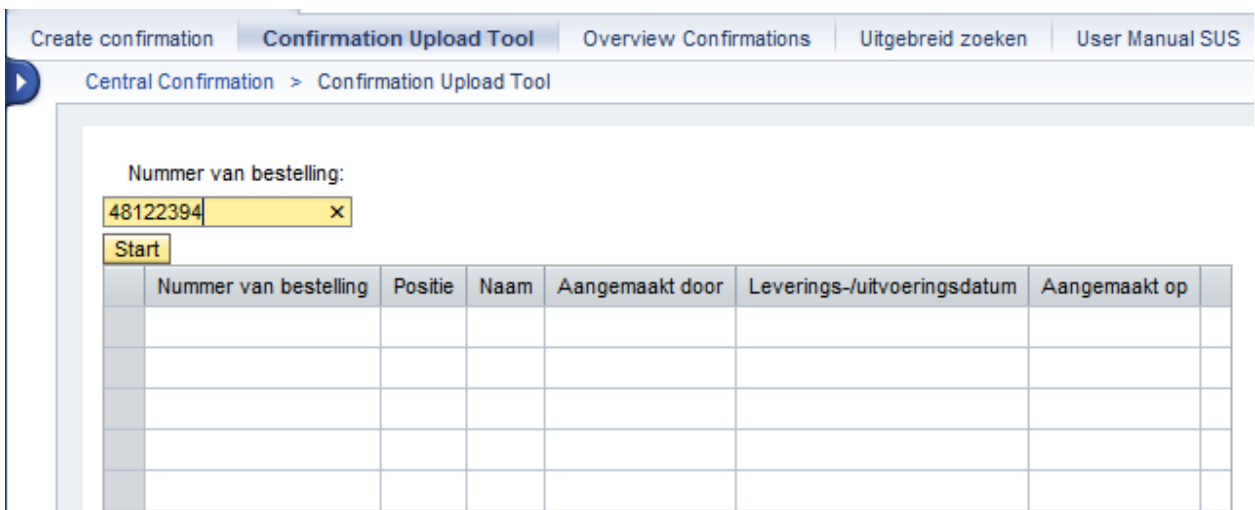 Create confirmation Confirmation Upload Tool Overview Confirmations Uitgebreid zoeken User Manual SUS
Central Confirmation > Confirmation Upload Tool
Nummer van bestelling:
48122394 ×
Start
Nummer van bestelling Positie Naam Aangemaakt door Leverings-/uitvoeringsdatum Aangemaakt op